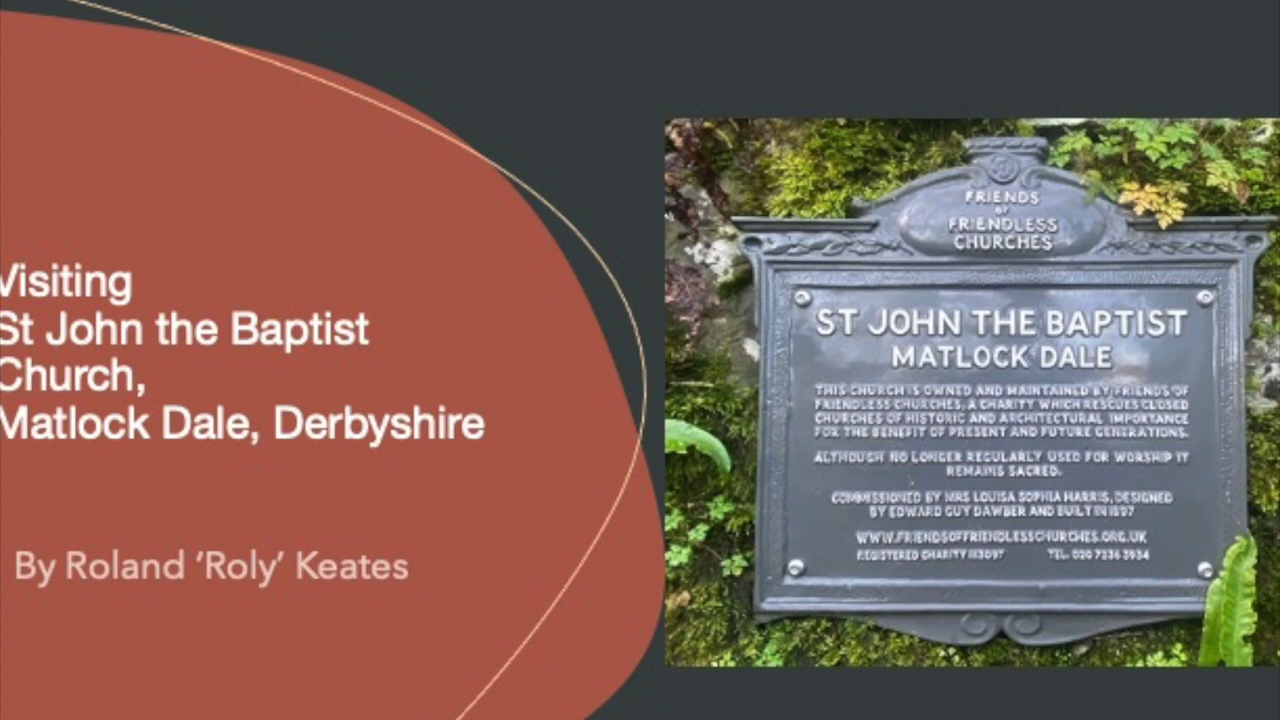 Visiting
St John the Baptist
Church,
Matlock Dale, Derbyshire
By Roland ‘Roly’ Keates
FRIENDS
OF
FRIENDLESS
CHURCHES
ST JOHN THE BAPTIST
MATLOCK DALE
THIS CHURCH IS OWNED AND MAINTAINED BY FRIENDS OF
FRIENDLESS CHURCHES, A CHARITY WHICH RESCUES CLOSED
CHURCHES OF HISTORIC AND ARCHITECTURAL IMPORTANCE
FOR THE BENEFIT OF PRESENT AND FUTURE GENERATIONS.
ALTHOUGH NO LONGER REGULARLY USED FOR WORSHIP IT
REMAINS SACRED.
COMMISSIONED BY MRS LOUISA SOPHIA HARRIS, DESIGNED
BY EDWARD GUY DAWBER AND BUILT IN 1897
WWW.FRIENDSOFFRIENDLESSCHURCHES.ORG.UK
REGISTERED CHARITY 1113097 TEL. 020 7236 3934